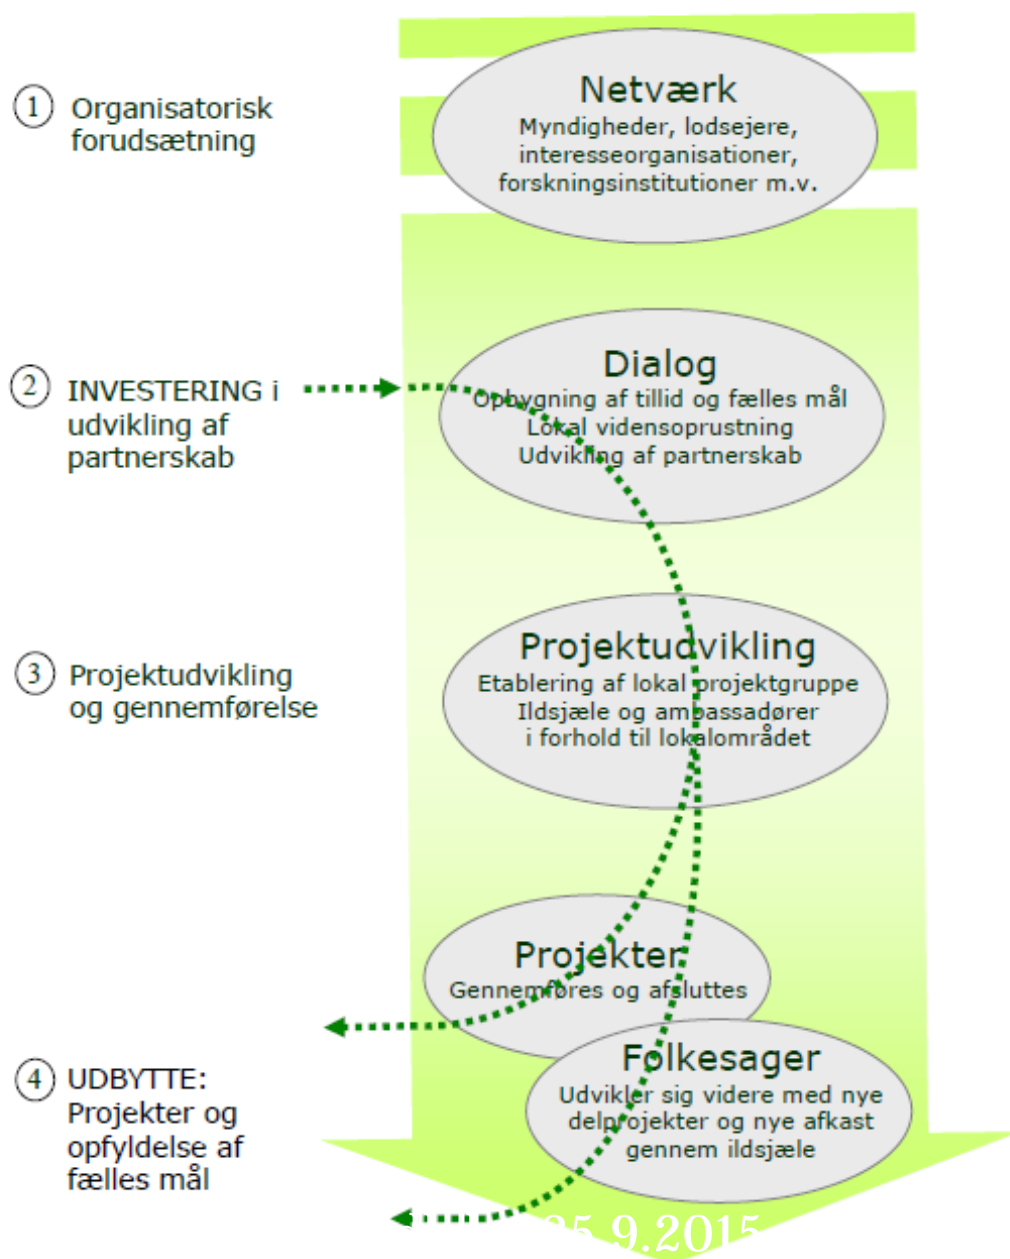 1 Organisatorisk
forudsætning
Netværk
Myndigheder, lodsejere,
interesseorganisationer,
forskningsinstitutioner m.v.
2 INVESTERING i
udvikling af
partnerskab
Dialog
Opbygning af tillid og fælles mål
Lokal vidensoprustning
Udvikling af partnerskab
3 Projektudvikling
og gennemførelse
Projektudvikling
Etablering af lokal projektgruppe
Ildsjæle og ambassadører
i forhold til lokalområdet
Projekter
Gennemføres og afsluttes
4 UDBYTTE:
Projekter og
opfyldelse af
fælles mål
Folkesager
Udvikler sig videre med nye
delprojekter og nye afkast
gennem ildsjæle
25.9.2015